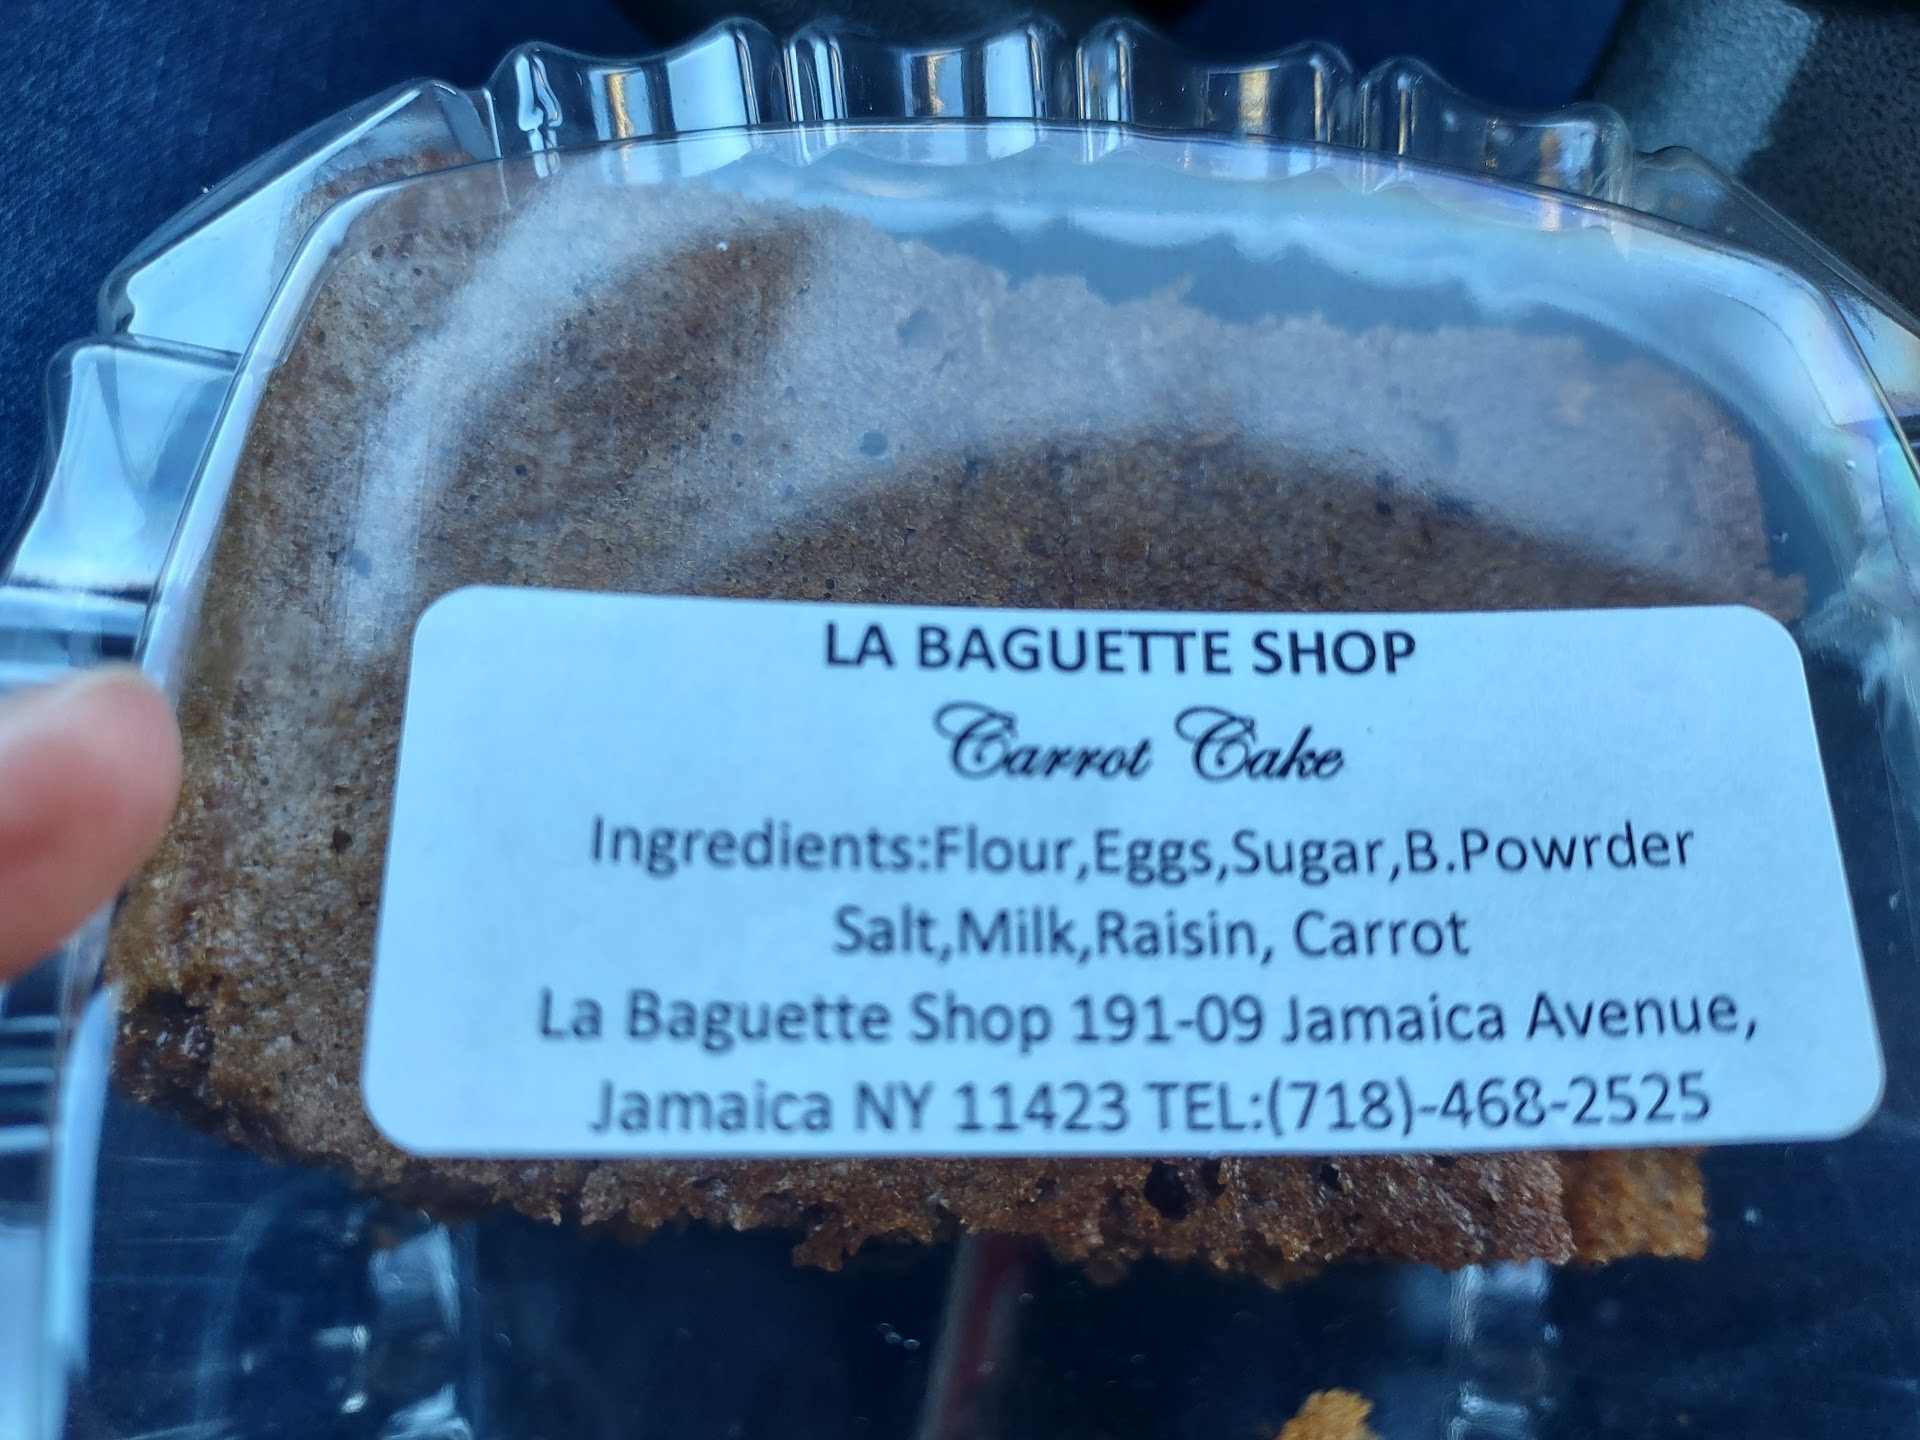 LA BAGUETTE SHOP
Carrot Cake
Ingredients:Flour,Eggs,Sugar,B.Powrder
Salt,Milk,Raisin, Carrot
La Baguette Shop 191-09 Jamaica Avenue,
Jamaica NY 11423 TEL:(718)-468-2525